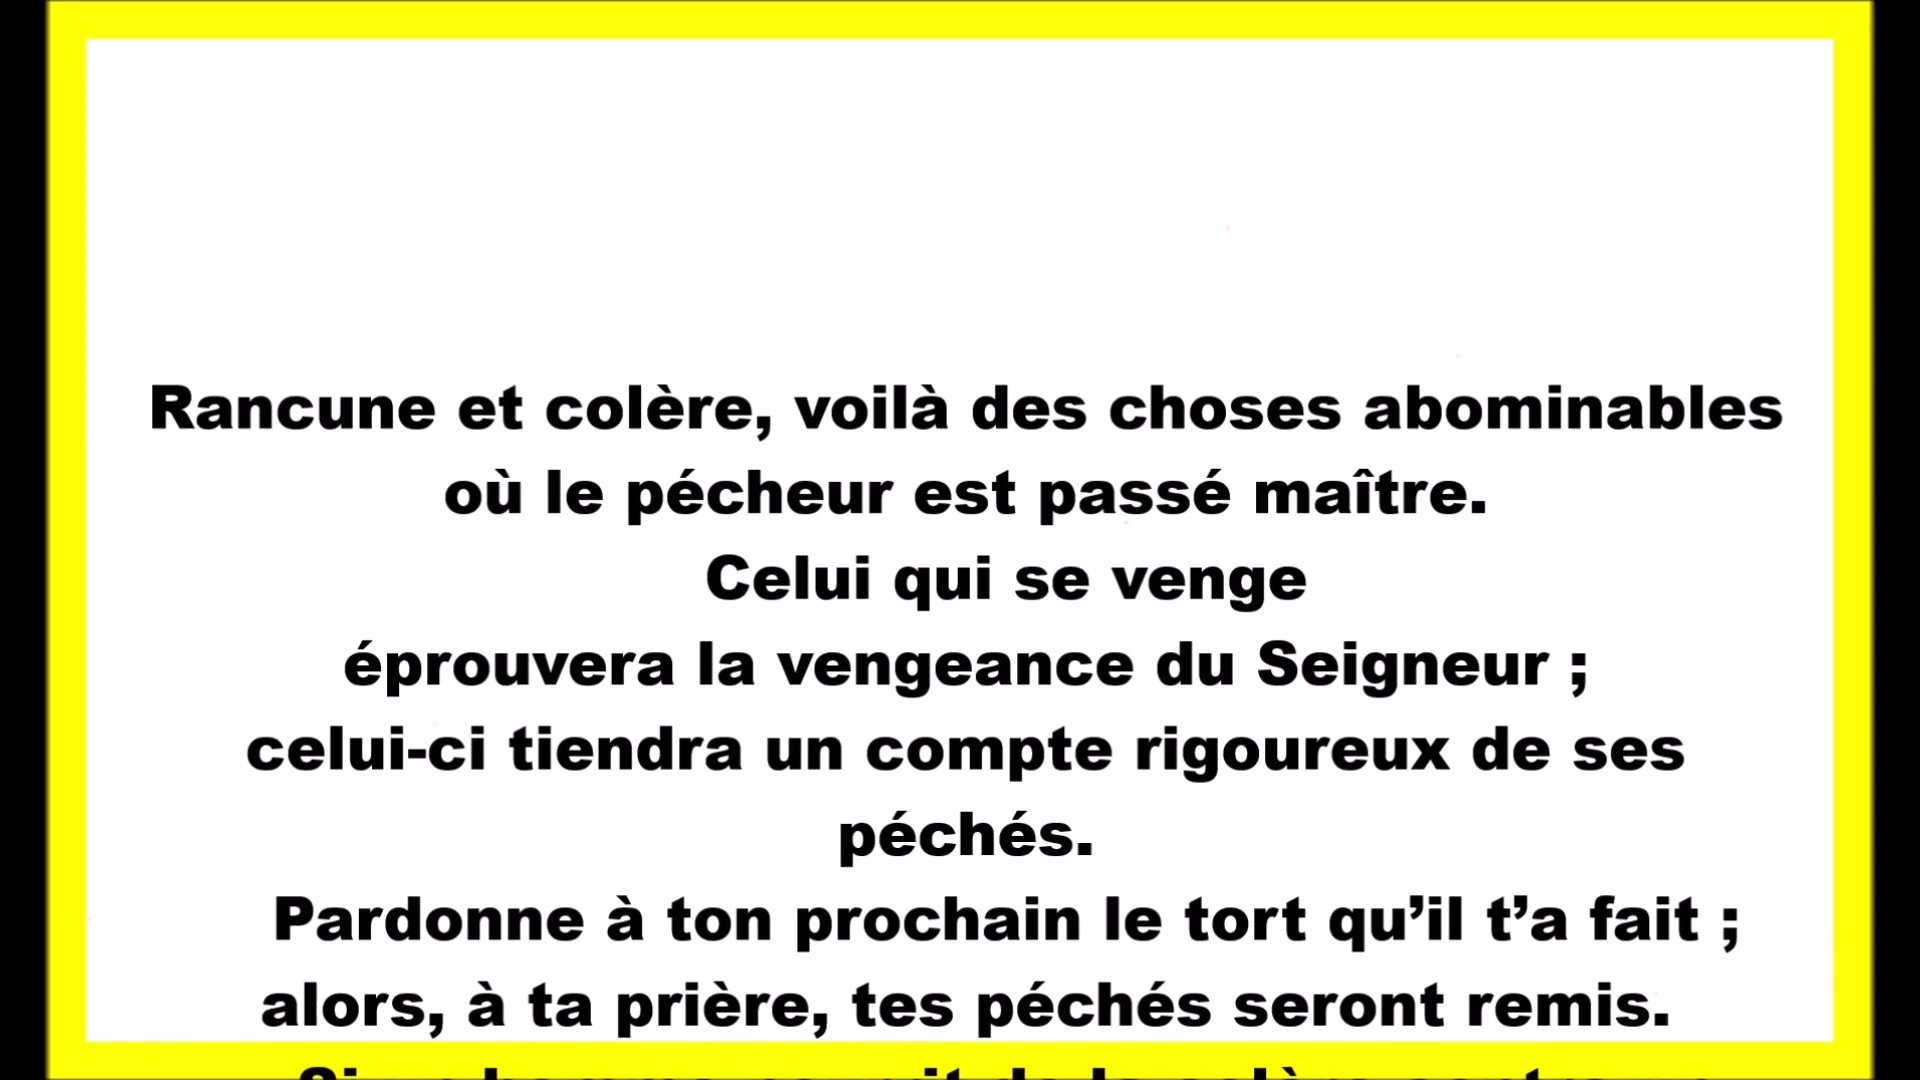 Rancune et colère, voilà des choses abominables
où le pécheur est passé maître.
Celui qui se venge
éprouvera la vengeance du Seigneur ;
celui-ci tiendra un compte rigoureux de ses
péchés.
Pardonne à ton prochain le tort qu’il t’a fait ;
alors, à ta prière, tes péchés seront remis.